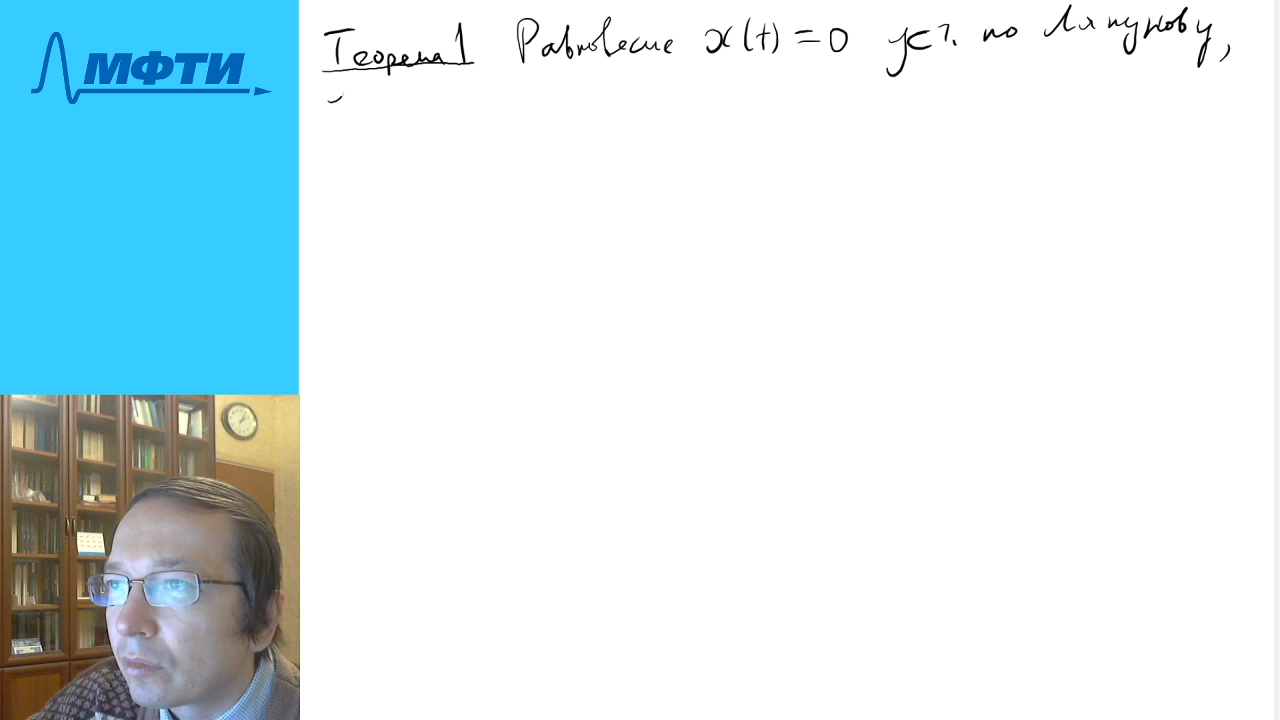 МФТИ
Теорема 1 Равновесие x(t) = 0 уст. по Ляпунову,